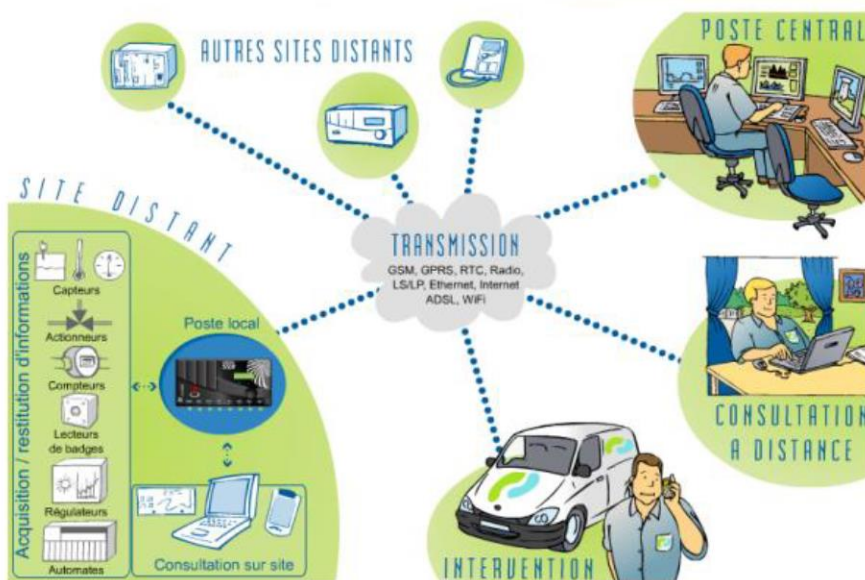 AUTRES SITES DISTANTS
POSTE CENTRAL
SITE DISTANT
TRANSMISSION
GSM, GPRS, RTC, Radio,
LS/LP, Ethernet, Internet
ADSL, WiFi
Acquisition / restitution d'informations
Capteurs
Actionneurs
Compteurs
Lecteurs
de badges
Régulateurs
Automates
Poste local
Consultation sur site
CONSULTATION
A DISTANCE
INTERVENTION